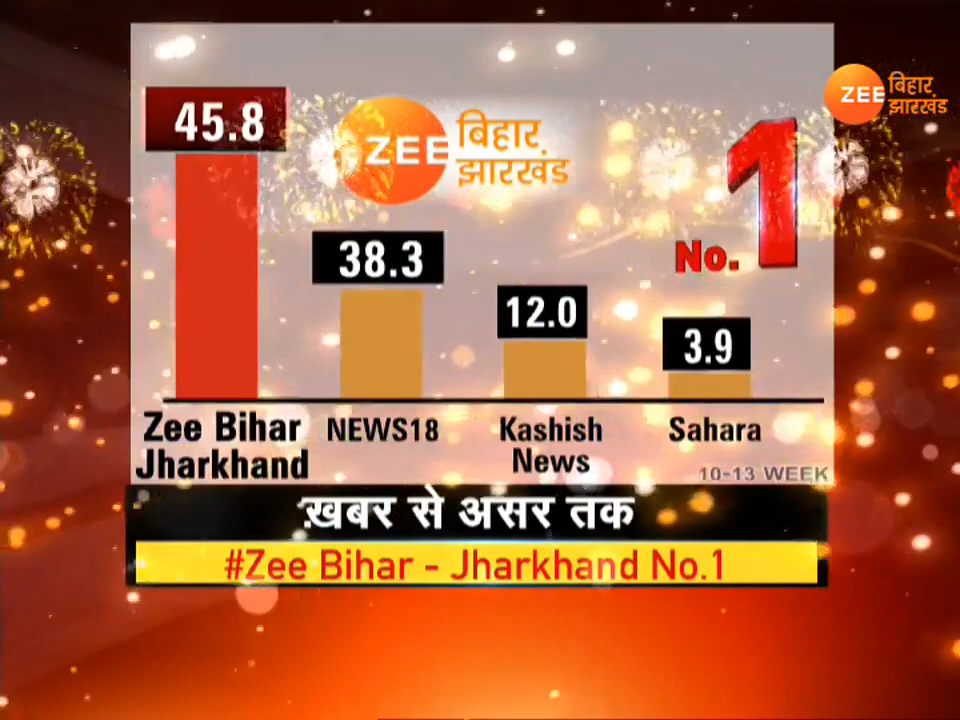 45.8
ZEE बिहार झारखंड
ZEE बिहार झारखंड
No.1
38.3
12.0
3.9
Zee Bihar Jharkhand
NEWS18
Kashish News
Sahara
10-13 WEEK
ख़बर से असर तक
#Zee Bihar - Jharkhand No.1